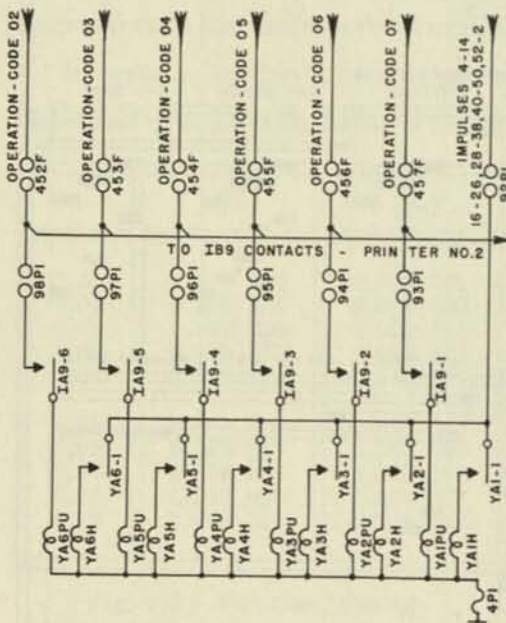 OPERATION-CODE 02
452F
98PI
IA9-6
YA6PU
OPERATION-CODE 03
453F
97PI
IA9-5
YA6-1
YA6H
YA5PU
OPERATION-CODE 04
454F
96PI
IA9-4
YA5-1
YA5H
YA4PU
OPERATION-CODE 05
455F
95PI
IA9-3
YA4-1
YA4H
YA3PU
OPERATION-CODE 06
456F
94PI
IA9-2
YA3-1
YA3H
YA2PU
OPERATION-CODE 07
457F
93PI
IA9-1
YA2-1
YA2H
YA1PU
IMPULSES 4-14
16-26,28-38,40-50,52-2
92PI
YA1-1
YA1H
TO IB9 CONTACTS - PRINTER NO.2
4PI